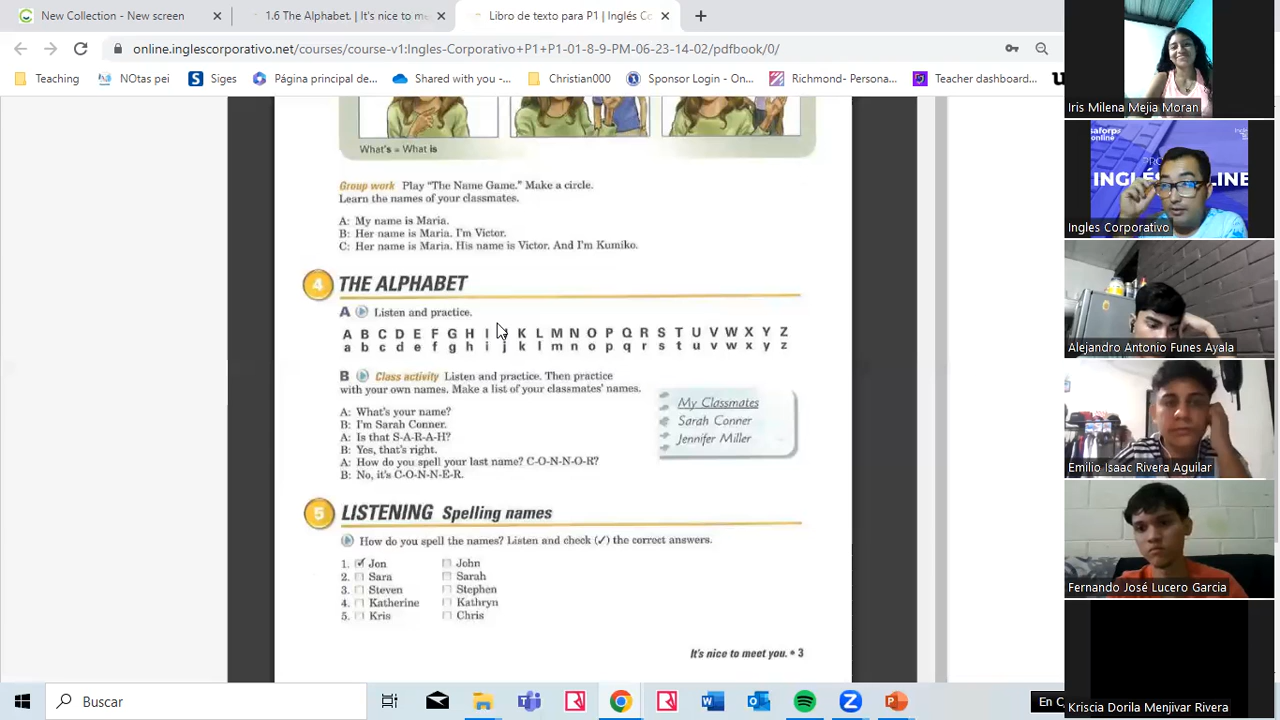 New Collection - New screen
1.6 The Alphabet. | It's nice to me
Libro de texto para P1 | Inglés Co
online.inglescorporativo.net/courses/course-v1:Ingles-Corporativo+P1+P1-01-8-9-PM-06-23-14-02/pdfbook/0/
Teaching
NOtas pei
Siges
Página principal de...
Shared with you -...
Christian000
Sponsor Login - On...
Richmond- Persona...
Teacher dashboard...
What's = What is
Group work Play "The Name Game." Make a circle.
Learn the names of your classmates.
A: My name is Maria.
B: Her name is Maria. I'm Victor.
C: Her name is Maria. His name is Victor. And I'm Kumiko.
4 THE ALPHABET
A Listen and practice.
A B C D E F G H I J K L M N O P Q R S T U V W X Y Z
a b c d e f g h i j k l m n o p q r s t u v w x y z
B Class activity Listen and practice. Then practice
with your own names. Make a list of your classmates' names.
A: What's your name?
B: I'm Sarah Conner.
A: Is that S-A-R-A-H?
B: Yes, that's right.
A: How do you spell your last name? C-O-N-N-O-R?
B: No, it's C-O-N-N-E-R.
My Classmates
Sarah Conner
Jennifer Miller
5 LISTENING Spelling names
How do you spell the names? Listen and check (✓) the correct answers.
1. ✓ Jon John
2. Sara Sarah
3. Steven Stephen
4. Katherine Kathryn
5. Kris Chris
It's nice to meet you. • 3
Buscar
Iris Milena Mejia Moran
INGLÉS
LINE
Ingles Corporativo
Alejandro Antonio Funes Ayala
Emilio Isaac Rivera Aguilar
Fernando José Lucero Garcia
Kriscia Dorila Menjivar Rivera